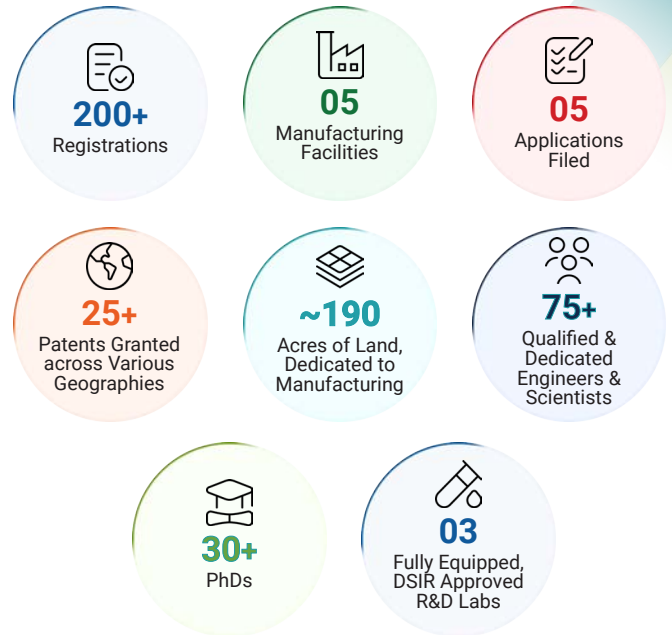 200+
Registrations
05
Manufacturing
Facilities
05
Applications
Filed
25+
Patents Granted
across Various
Geographies
~190
Acres of Land,
Dedicated to
Manufacturing
75+
Qualified &
Dedicated
Engineers &
Scientists
30+
PhDs
03
Fully Equipped,
DSIR Approved
R&D Labs